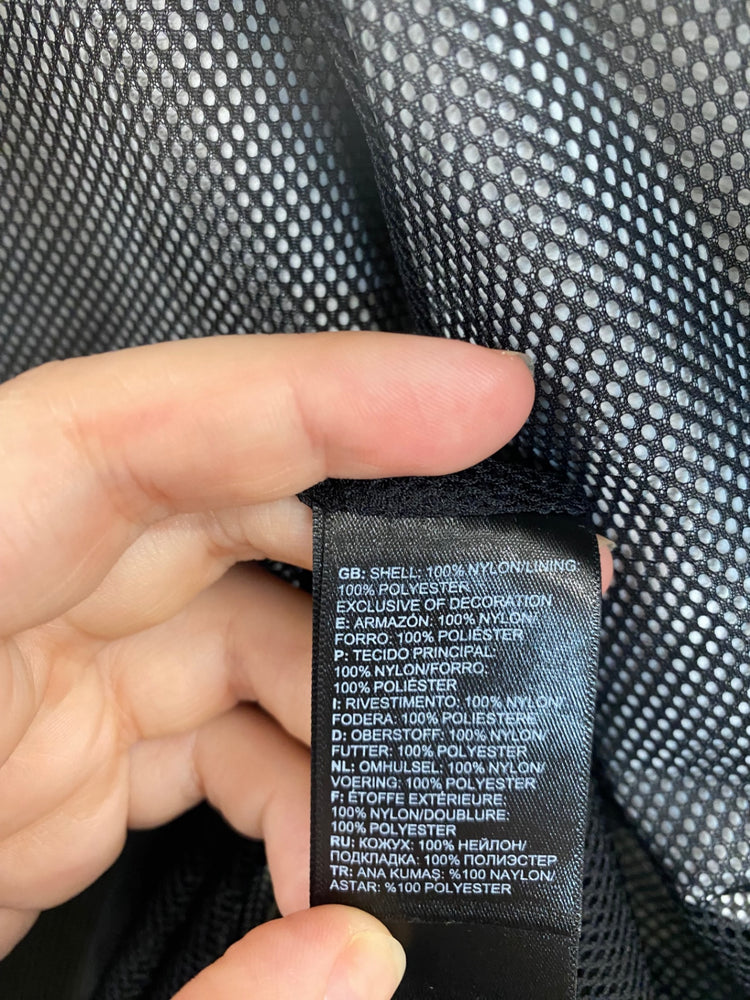 GB: SHELL: 100% NYLON/LINING:
100% POLYESTER
EXCLUSIVE OF DECORATION
E: ARMAZÓN: 100% NYLON/
FORRO: 100% POLIÉSTER
P: TECIDO PRINCIPAL:
100% NYLON/FORRO:
100% POLIÉSTER
I: RIVESTIMENTO: 100% NYLON/
FODERA: 100% POLIESTERE
D: OBERSTOFF: 100% NYLON/
FUTTER: 100% POLYESTER
NL: OMHULSEL: 100% NYLON/
VOERING: 100% POLYESTER
F: ÉTOFFE EXTÉRIEURE:
100% NYLON/DOUBLURE:
100% POLYESTER
RU: КОЖУХ: 100% НЕЙЛОН/
ПОДКЛАДКА: 100% ПОЛИЭСТЕР
TR: ANA KUMAŞ: %100 NAYLON/
ASTAR: %100 POLYESTER